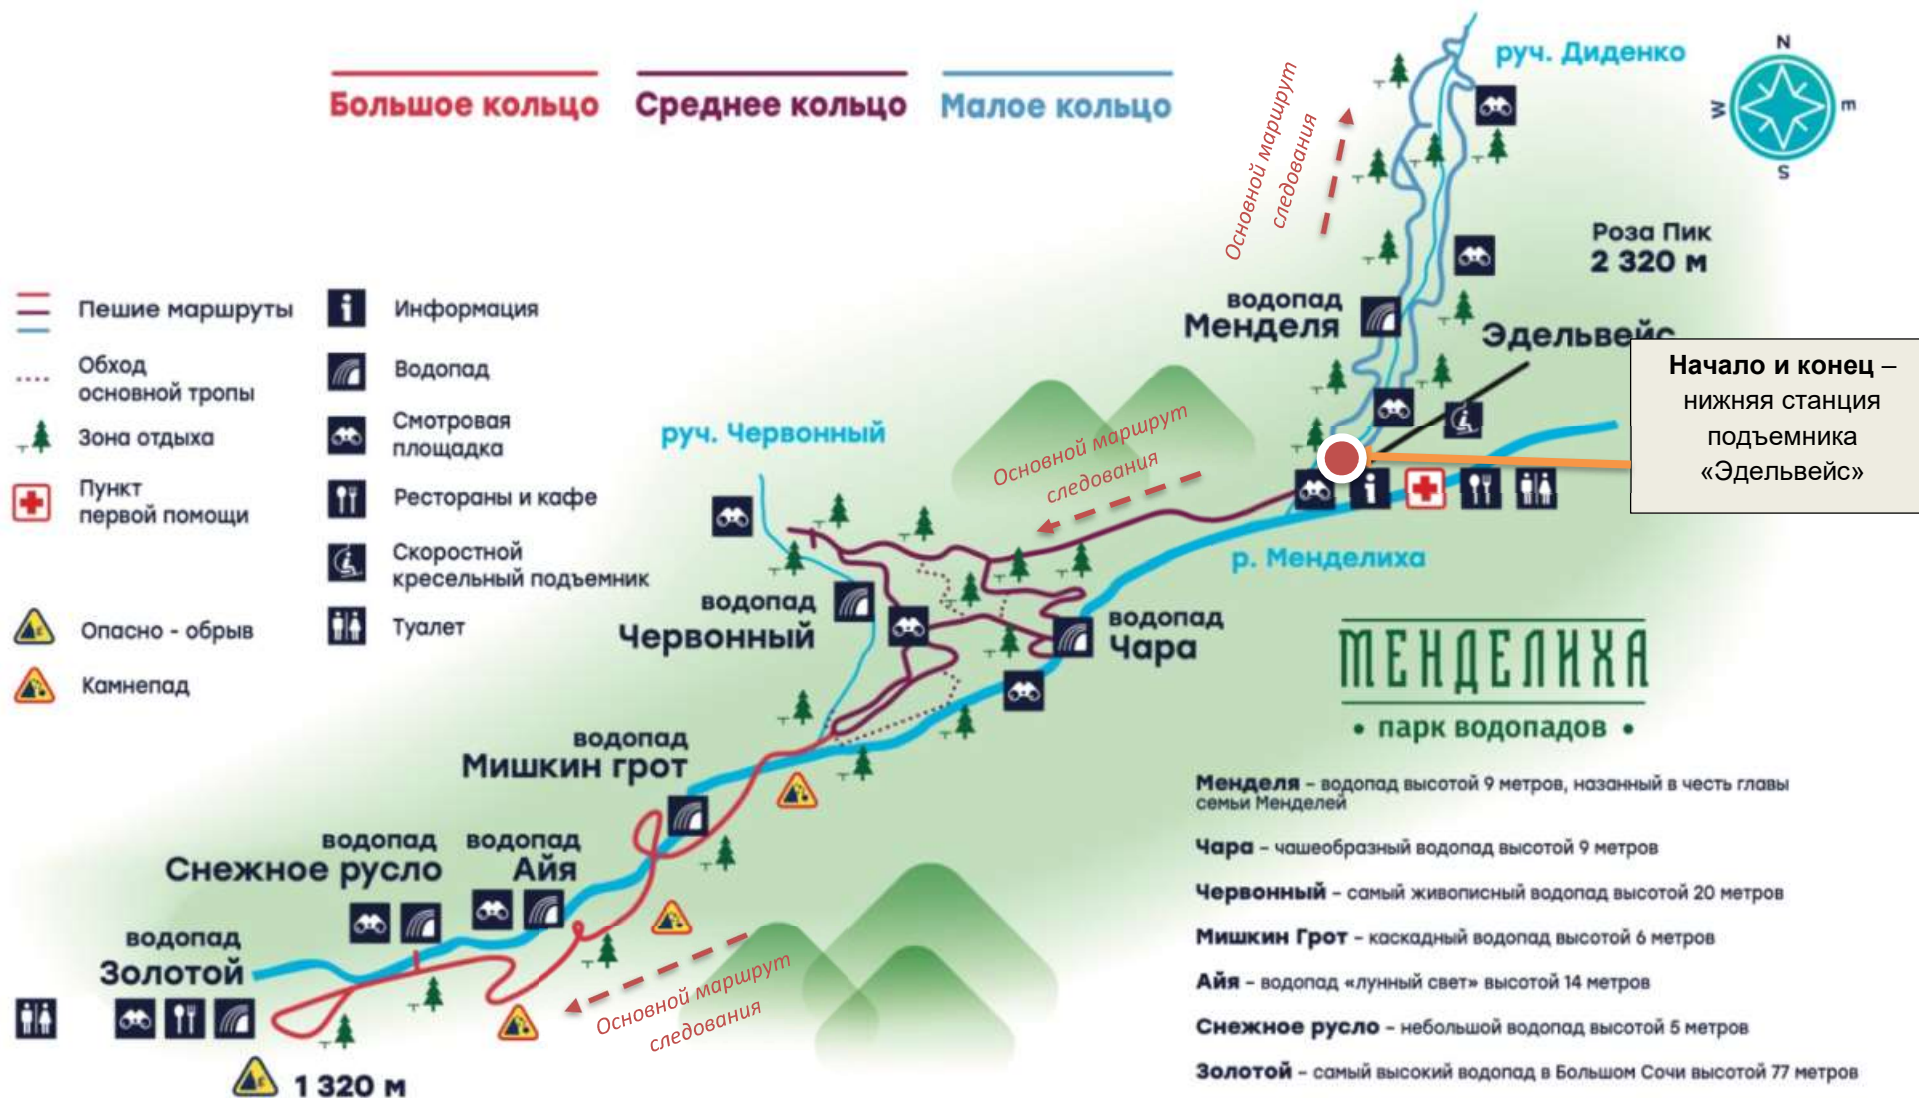 Большое кольцо
Среднее кольцо
Малое кольцо
Основной маршрут
следования
руч. Диденко
N
W
m
S
Роза Пик
2 320 м
водопад
Менделя
Эдельвейс
Начало и конец –
нижняя станция
подъемника
«Эдельвейс»
Пешие маршруты
Обход
основной тропы
Зона отдыха
Пункт
первой помощи
Опасно - обрыв
Камнепад
Информация
Водопад
Смотровая
площадка
Рестораны и кафе
Скоростной
кресельный подъемник
Туалет
руч. Червонный
Основной маршрут
следования
р. Менделиха
водопад
Червонный
водопад
Чара
водопад
Мишкин грот
водопад
Снежное русло
водопад
Айя
водопад
Золотой
1 320 м
Основной маршрут
следования
МЕНДЕЛИХА
• парк водопадов •
Менделя – водопад высотой 9 метров, назанный в честь главы
семьи Менделей
Чара – чашеобразный водопад высотой 9 метров
Червонный – самый живописный водопад высотой 20 метров
Мишкин Грот – каскадный водопад высотой 6 метров
Айя – водопад «лунный свет» высотой 14 метров
Снежное русло – небольшой водопад высотой 5 метров
Золотой – самый высокий водопад в Большом Сочи высотой 77 метров